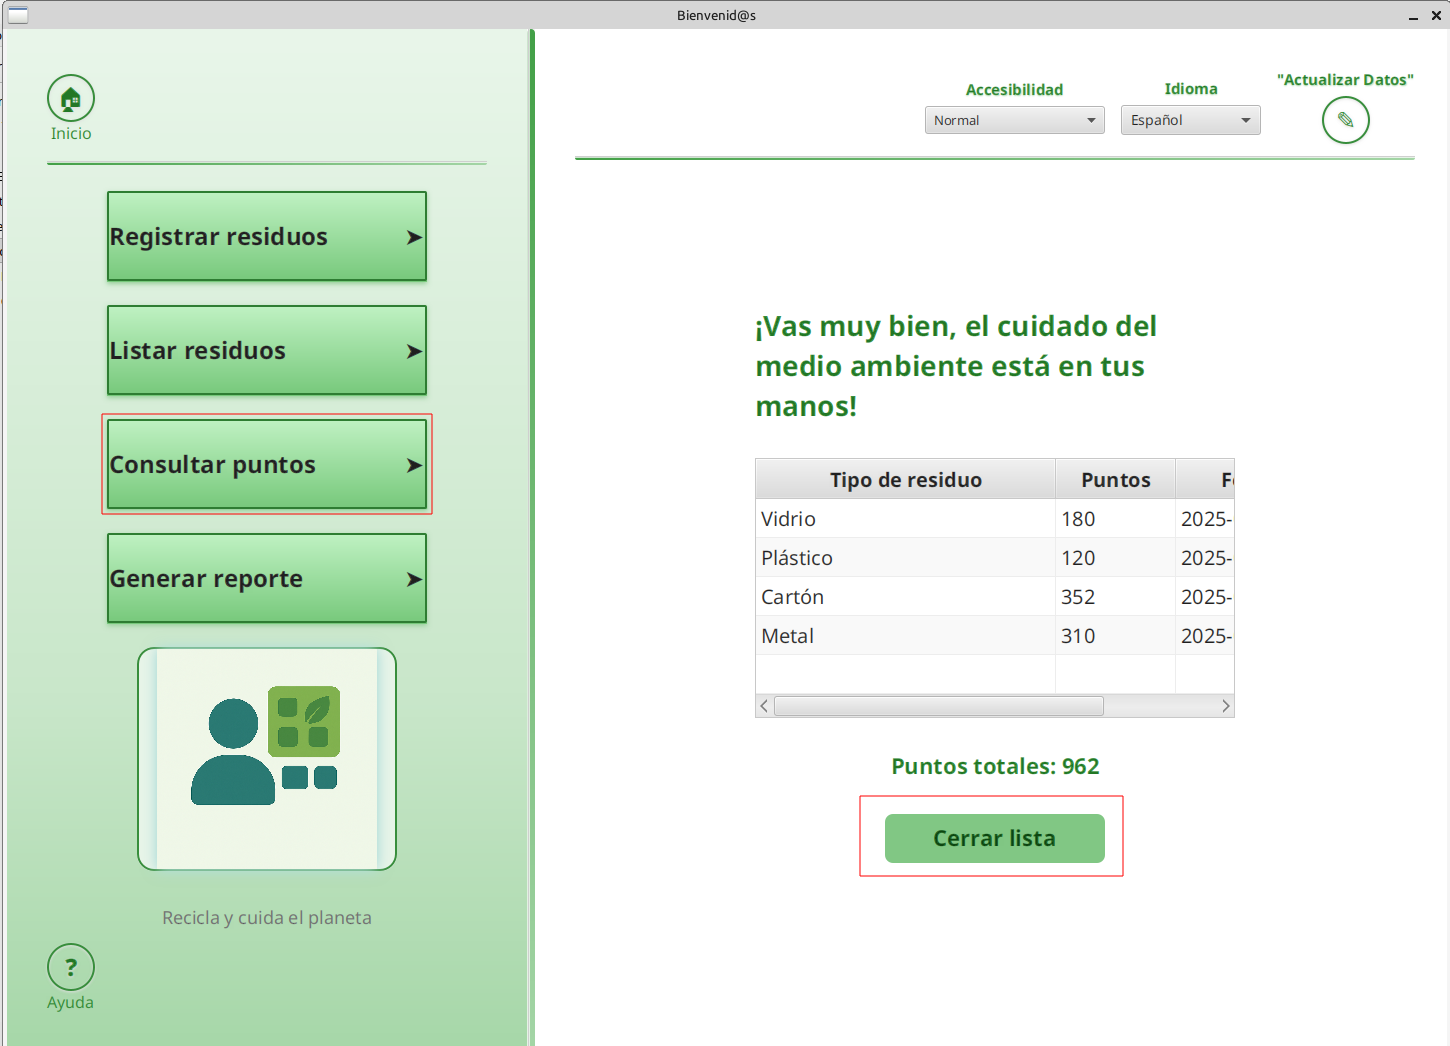 Bienvenid@s
Inicio
Registrar residuos
Listar residuos
Consultar puntos
Generar reporte
Recicla y cuida el planeta
?
Ayuda
Accesibilidad
Normal
Idioma
Español
"Actualizar Datos"
¡Vas muy bien, el cuidado del
medio ambiente está en tus
manos!
Tipo de residuo Puntos
Vidrio 180 2025-
Plástico 120 2025-
Cartón 352 2025-
Metal 310 2025-
Puntos totales: 962
Cerrar lista